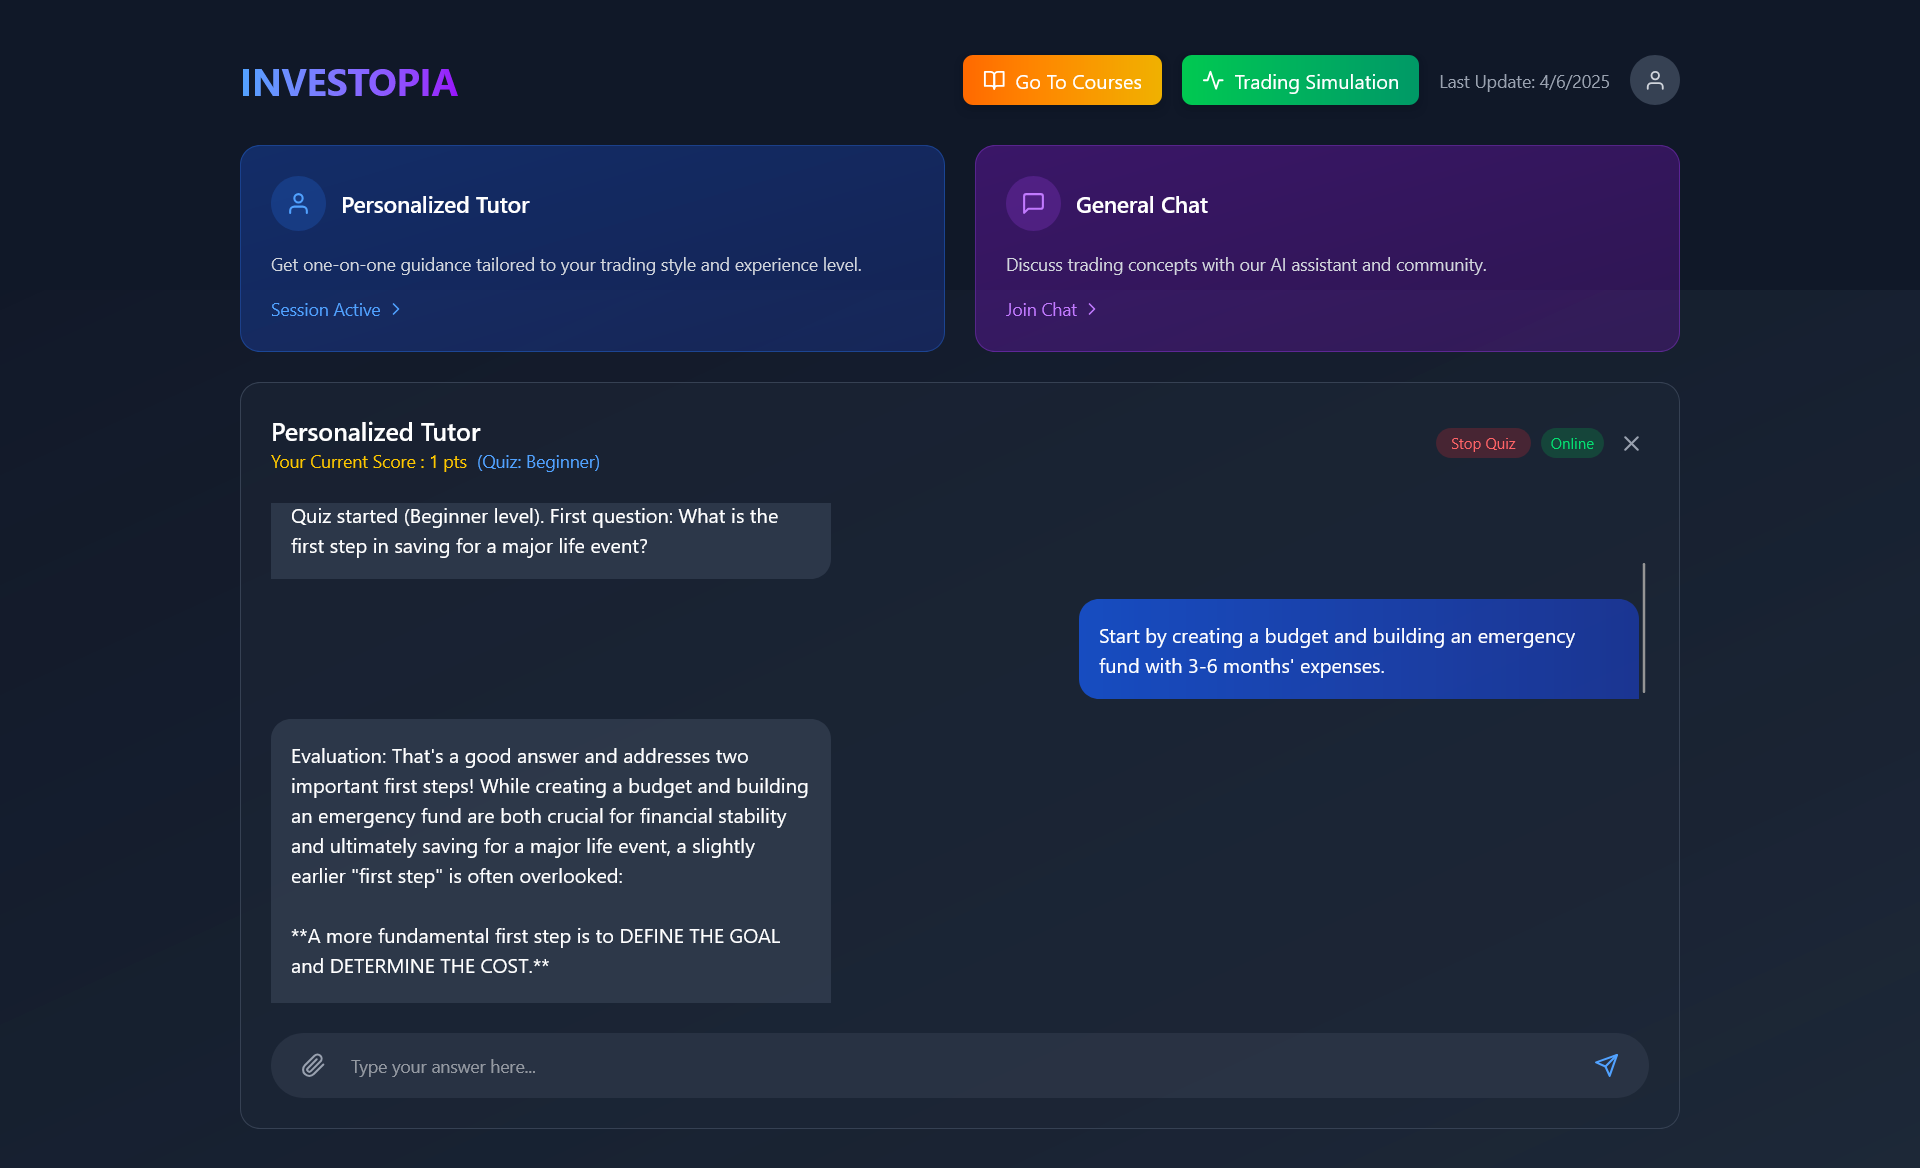 INVESTOPIA
Go To Courses
Trading Simulation
Last Update: 4/6/2025
Personalized Tutor
Get one-on-one guidance tailored to your trading style and experience level.
Session Active
General Chat
Discuss trading concepts with our AI assistant and community.
Join Chat
Personalized Tutor
Your Current Score : 1 pts (Quiz: Beginner)
Stop Quiz
Online
Quiz started (Beginner level). First question: What is the
first step in saving for a major life event?
Start by creating a budget and building an emergency
fund with 3-6 months' expenses.
Evaluation: That's a good answer and addresses two
important first steps! While creating a budget and building
an emergency fund are both crucial for financial stability
and ultimately saving for a major life event, a slightly
earlier "first step" is often overlooked:
**A more fundamental first step is to DEFINE THE GOAL
and DETERMINE THE COST.**
Type your answer here...